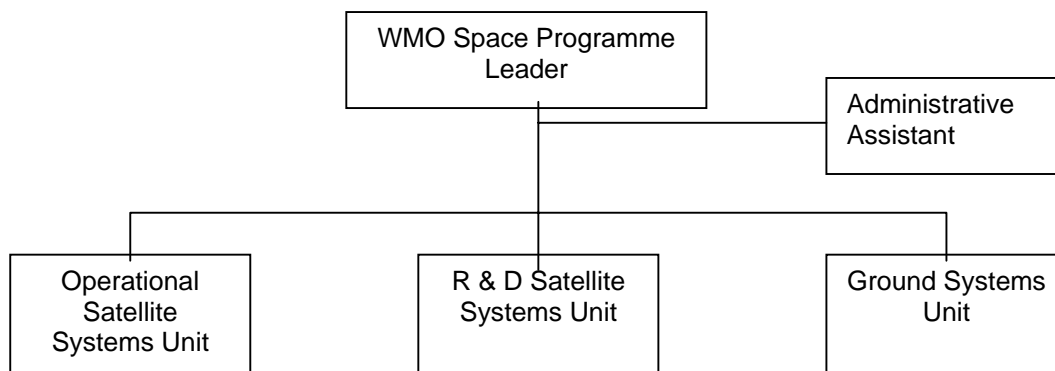 WMO Space Programme
Leader
Administrative
Assistant
Operational
Satellite
Systems Unit
R & D Satellite
Systems Unit
Ground Systems
Unit